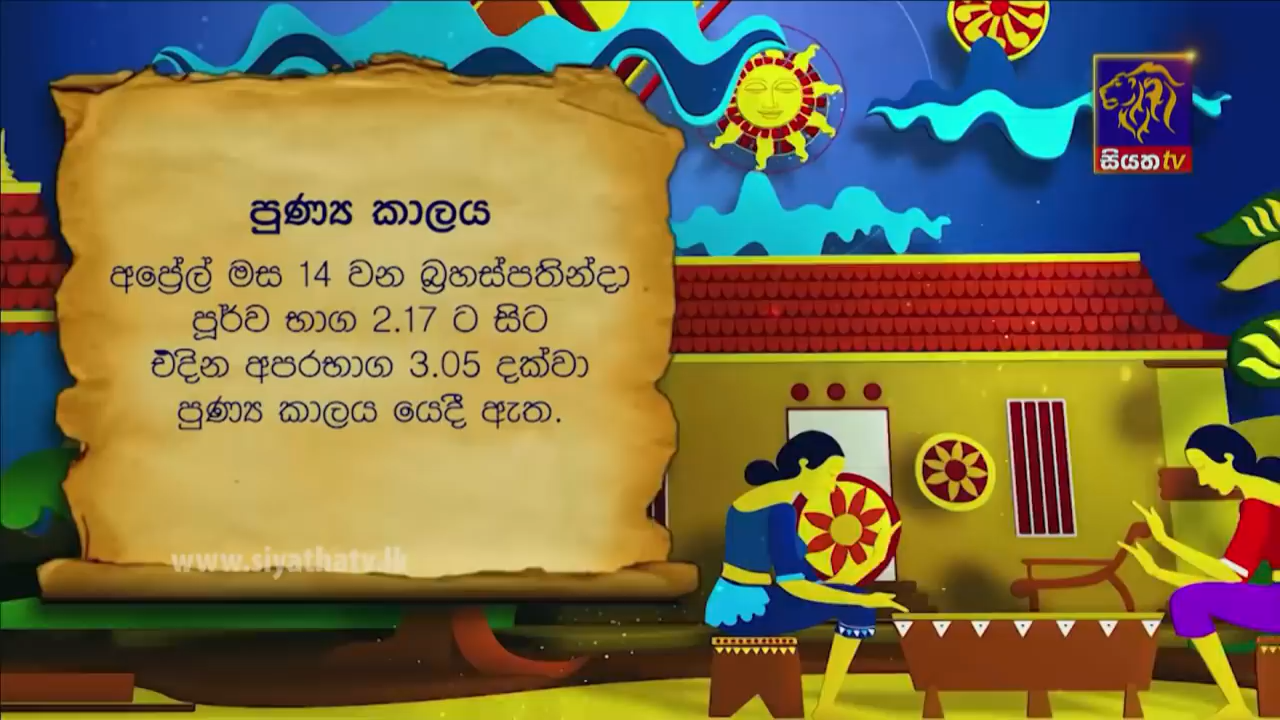 සියත tv
පුණ්‍ය කාලය
අප්‍රේල් මස 14 වන බ්‍රහස්පතින්දා
පූර්ව භාග 2.17 ට සිට
එදින අපරභාග 3.05 දක්වා
පුණ්‍ය කාලය යෙදී ඇත.
www.siyathatv.lk